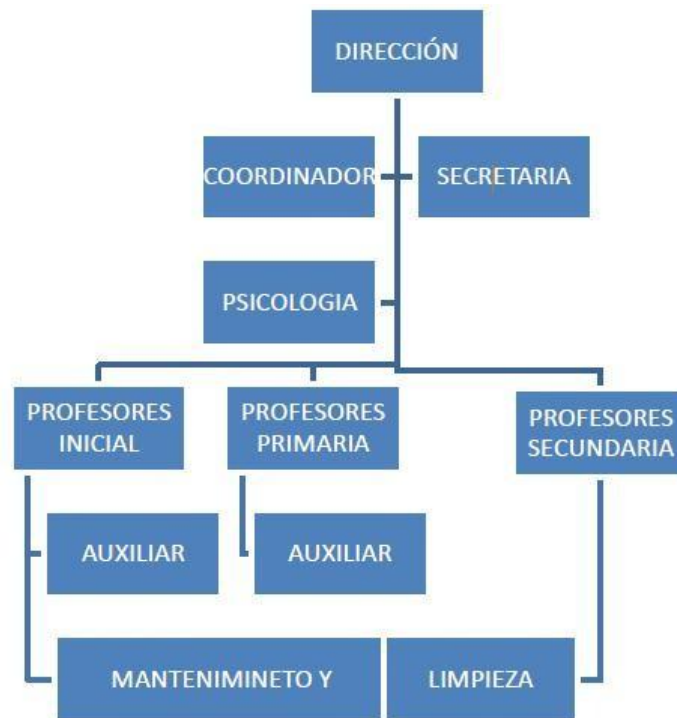 DIRECCIÓN
COORDINADOR
SECRETARIA
PSICOLOGIA
PROFESORES
INICIAL
PROFESORES
PRIMARIA
PROFESORES
SECUNDARIA
AUXILIAR
AUXILIAR
MANTENIMINETO Y
LIMPIEZA